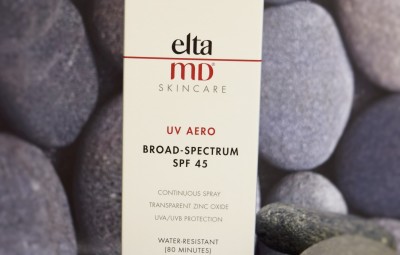 elta
MD®
SKINCARE
UV AERO
BROAD-SPECTRUM
SPF 45
CONTINUOUS SPRAY
TRANSPARENT ZINC OXIDE
UVA/UVB PROTECTION
WATER-RESISTANT
(80 MINUTES)